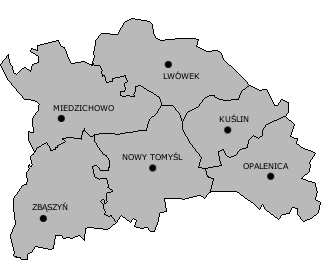 LWÓWEK
MIEDZICHOWO
KUŚLIN
NOWY TOMYŚL
OPALENICA
ZBĄSZYŃ